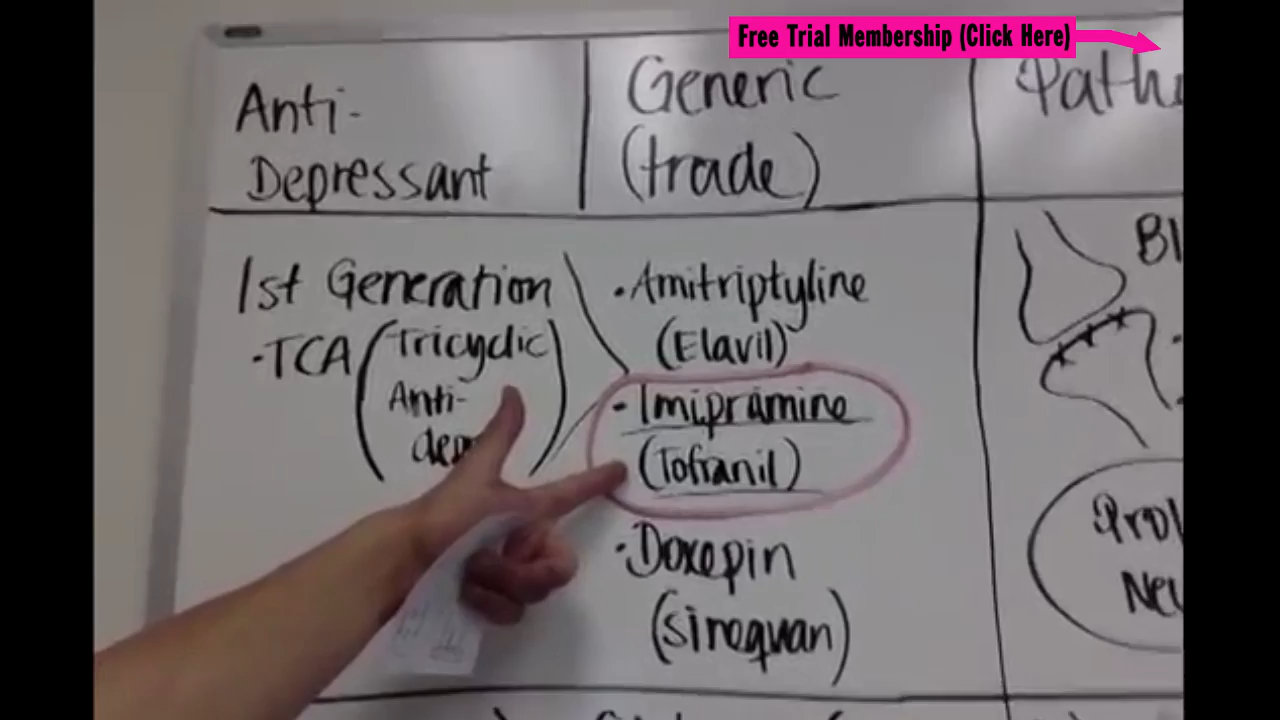 Free Trial Membership (Click Here)
Anti-
Depressant
Generic
(trade)
1st Generation
·TCA (Tricyclic
Anti-
)
·Amitriptyline
(Elavil)
·Imipramine
(Tofranil)
·Doxepin
(sinequan)
Bl